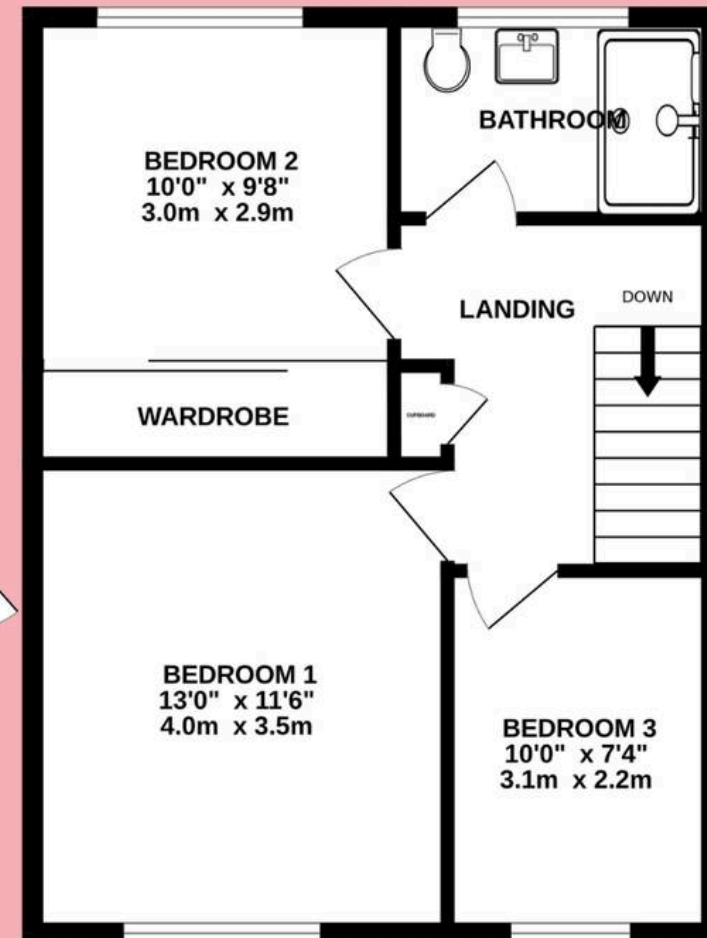 BEDROOM 2
10'0" x 9'8"
3.0m x 2.9m
BATHROOM
LANDING
DOWN
WARDROBE
CUPBOARD
BEDROOM 1
13'0" x 11'6"
4.0m x 3.5m
BEDROOM 3
10'0" x 7'4"
3.1m x 2.2m